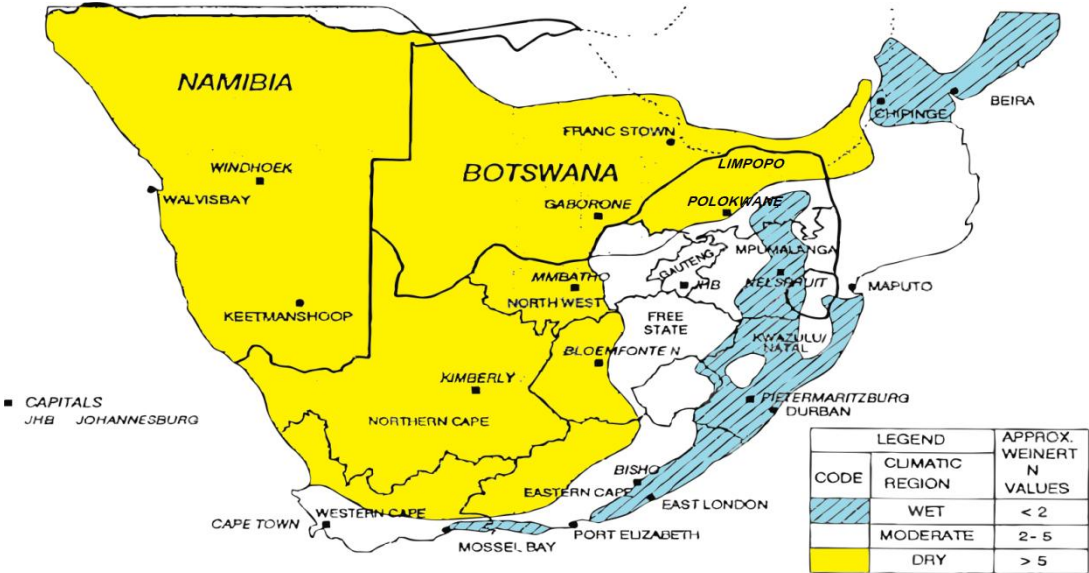 NAMIBIA
BEIRA
CHIPINGE
FRANC STOWN
LIMPOPO
WINDHOEK
BOTSWANA
WALVISBAY
GABORONE
POLOKWANE
MPUMALANGA
GAUTENG
MMBATHO
JHB
NELSPRUIT
MAPUTO
NORTH WEST
KEETMANSHOOP
FREE
STATE
KWAZULU/
NATAL
BLOEMFONTE N
KIMBERLY
■ CAPITALS
JHB JOHANNESBURG
PIETERMARITZBURG
DURBAN
NORTHERN CAPE
BISHO
EASTERN CAPE
EAST LONDON
WESTERN CAPE
CAPE TOWN
PORT ELIZABETH
MOSSEL BAY
LEGEND
APPROX.
WEINERT
N
VALUES
CODE
CLIMATIC
REGION
WET < 2
MODERATE 2-5
DRY > 5